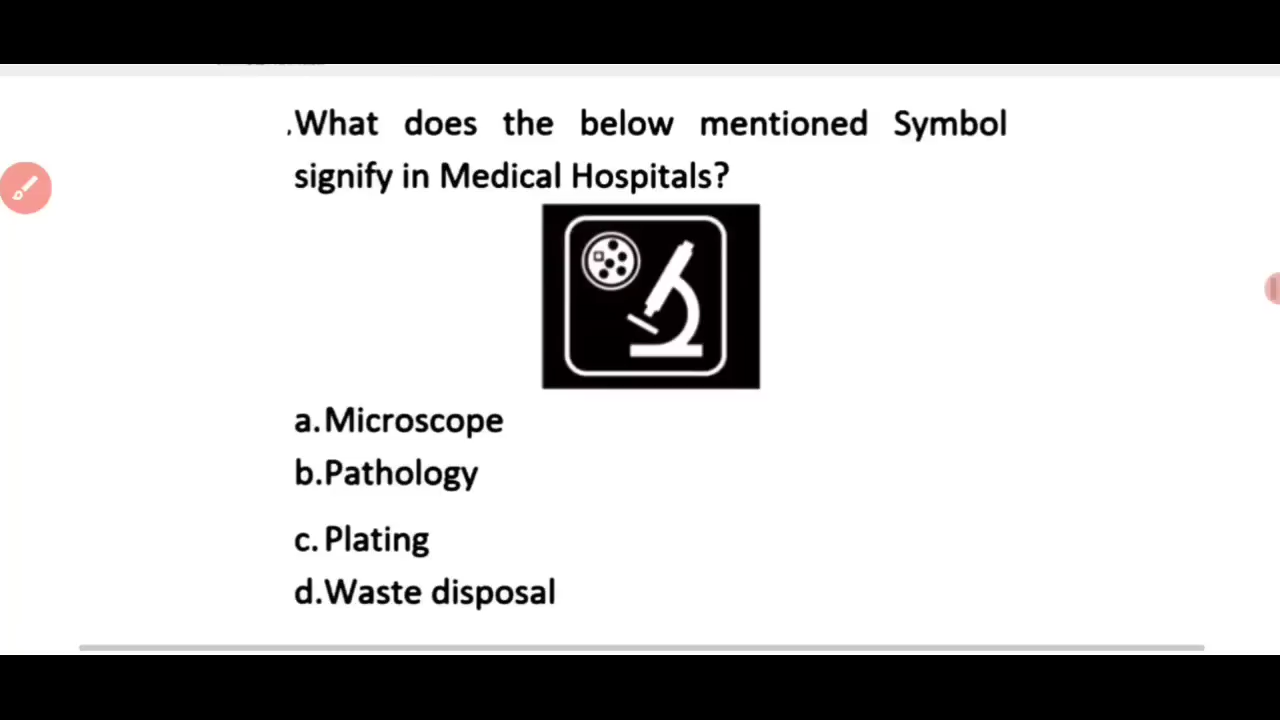 .What does the below mentioned Symbol
signify in Medical Hospitals?
a.Microscope
b.Pathology
c.Plating
d.Waste disposal